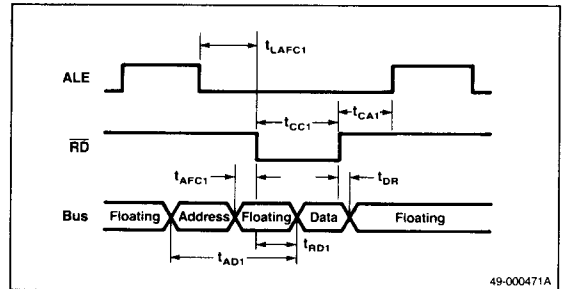 tLAFC1
ALE
tCC1
tCA1
RD
tAFC1
tDR
Bus Floating Address Floating Data Floating
tRD1
tAD1
49-000471A